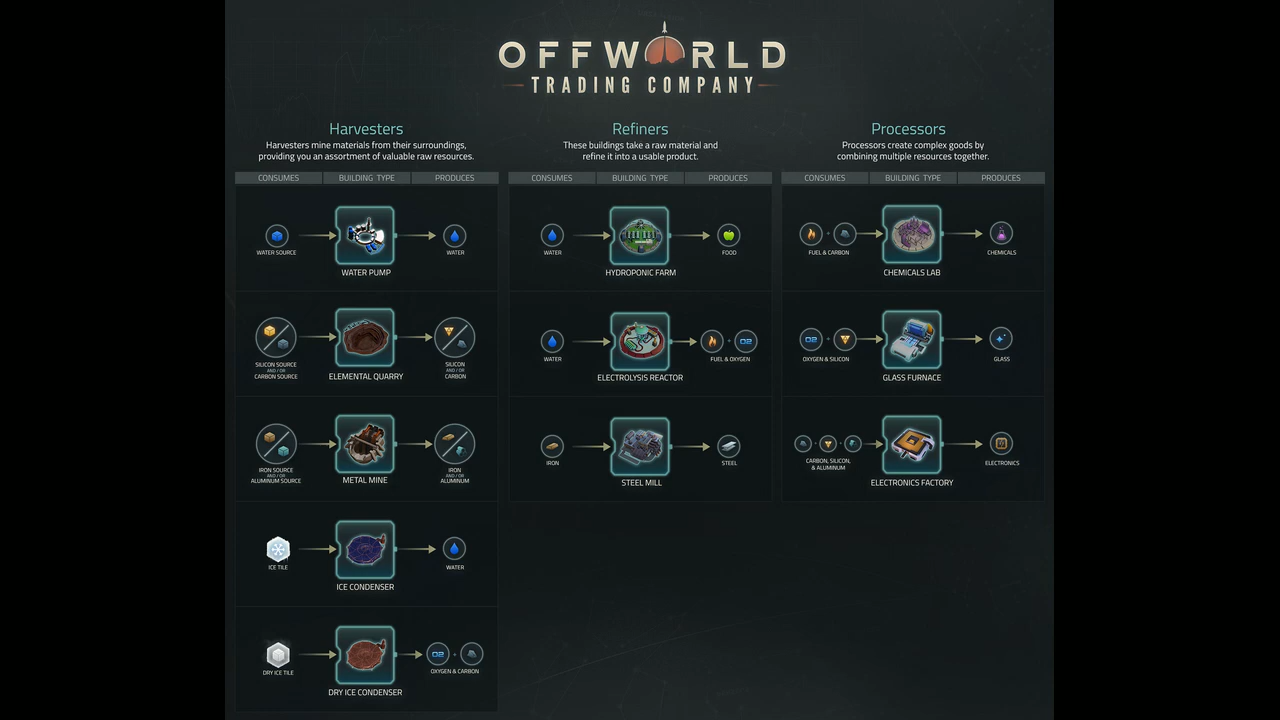 OFFWORLD
TRADING COMPANY
Harvesters
Harvesters mine materials from their surroundings,
providing you an assortment of valuable raw resources.
CONSUMES BUILDING TYPE PRODUCES
WATER SOURCE
WATER PUMP
WATER
SILICON SOURCE
AND / OR
CARBON SOURCE
ELEMENTAL QUARRY
SILICON
AND / OR
CARBON
IRON SOURCE
AND / OR
ALUMINUM SOURCE
METAL MINE
IRON
AND / OR
ALUMINUM
ICE TILE
ICE CONDENSER
WATER
DRY ICE TILE
DRY ICE CONDENSER
O2
OXYGEN & CARBON
Refiners
These buildings take a raw material and
refine it into a usable product.
CONSUMES BUILDING TYPE PRODUCES
WATER
HYDROPONIC FARM
FOOD
WATER
ELECTROLYSIS REACTOR
O2
FUEL & OXYGEN
IRON
STEEL MILL
STEEL
Processors
Processors create complex goods by
combining multiple resources together.
CONSUMES BUILDING TYPE PRODUCES
FUEL & CARBON
CHEMICALS LAB
CHEMICALS
O2
OXYGEN & SILICON
GLASS FURNACE
GLASS
CARBON, SILICON,
& ALUMINUM
ELECTRONICS FACTORY
ELECTRONICS